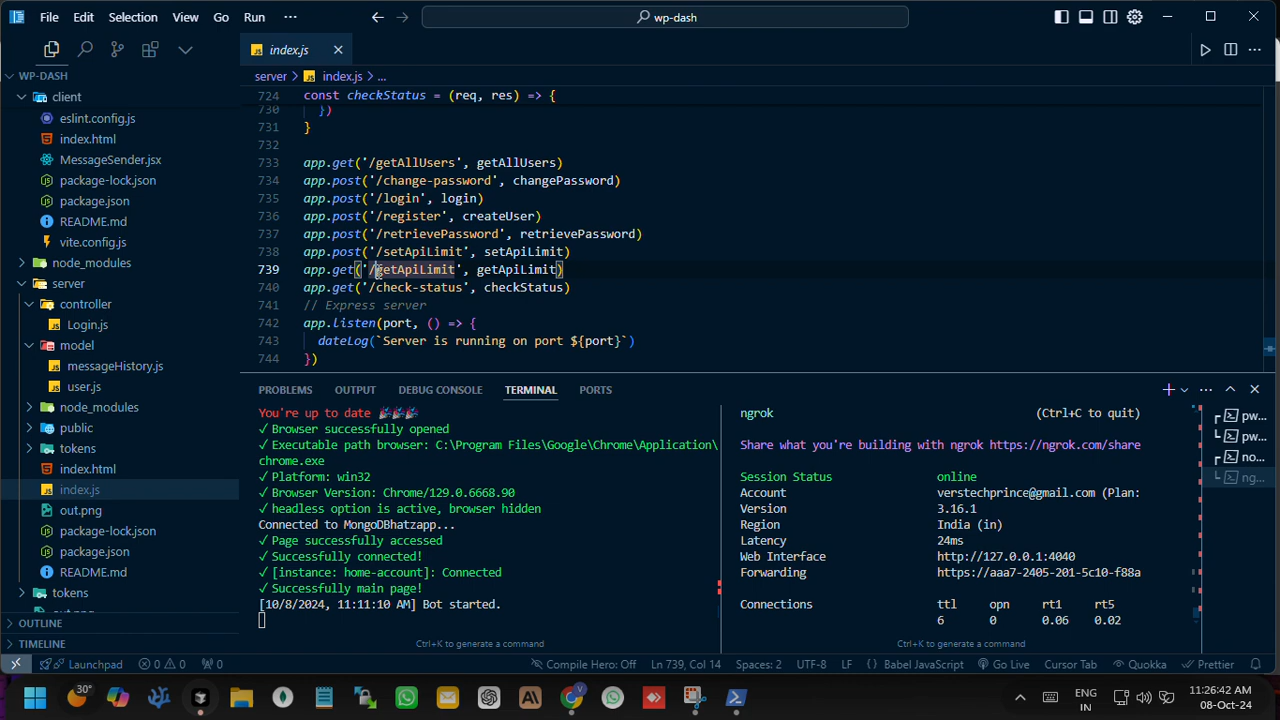 File Edit Selection View Go Run ··· wp-dash
index.js
WP-DASH
server > index.js > ...
client
eslint.config.js
index.html
MessageSender.jsx
package-lock.json
package.json
README.md
vite.config.js
node_modules
server
controller
Login.js
model
messageHistory.js
user.js
node_modules
public
tokens
index.html
index.js
out.png
package-lock.json
package.json
README.md
tokens
out.png
OUTLINE
TIMELINE
724 const checkStatus = (req, res) => {
730 })
731 }
732
733 app.get('/getAllUsers', getAllUsers)
734 app.post('/change-password', changePassword)
735 app.post('/login', login)
736 app.post('/register', createUser)
737 app.post('/retrievePassword', retrievePassword)
738 app.post('/setApiLimit', setApiLimit)
739 app.get('/getApiLimit', getApiLimit)
740 app.get('/check-status', checkStatus)
741 // Express server
742 app.listen(port, () => {
743 dateLog(`Server is running on port ${port}`)
744 })
PROBLEMS OUTPUT DEBUG CONSOLE TERMINAL PORTS
You're up to date 🎉🎉🎉
✓ Browser successfully opened
✓ Executable path browser: C:\Program Files\Google\Chrome\Application\
chrome.exe
✓ Platform: win32
✓ Browser Version: Chrome/129.0.6668.90
✓ headless option is active, browser hidden
Connected to MongoDBhatzapp...
✓ Page successfully accessed
✓ Successfully connected!
✓ [instance: home-account]: Connected
✓ Successfully main page!
[10/8/2024, 11:11:10 AM] Bot started.
Ctrl+K to generate a command
ngrok (Ctrl+C to quit)
Share what you're building with ngrok https://ngrok.com/share
Session Status online
Account verstechprince@gmail.com (Plan:
Version 3.16.1
Region India (in)
Latency 24ms
Web Interface http://127.0.0.1:4040
Forwarding https://aaa7-2405-201-5c10-f88a
Connections ttl opn rt1 rt5
6 0 0.06 0.02
Ctrl+K to generate a command
pw...
pw...
no...
ng...
Launchpad 0 0 0 Compile Hero: Off Ln 739, Col 14 Spaces: 2 UTF-8 LF {} Babel JavaScript Go Live Cursor Tab Quokka Prettier
30° ENG 11:26:42 AM
IN 08-Oct-24